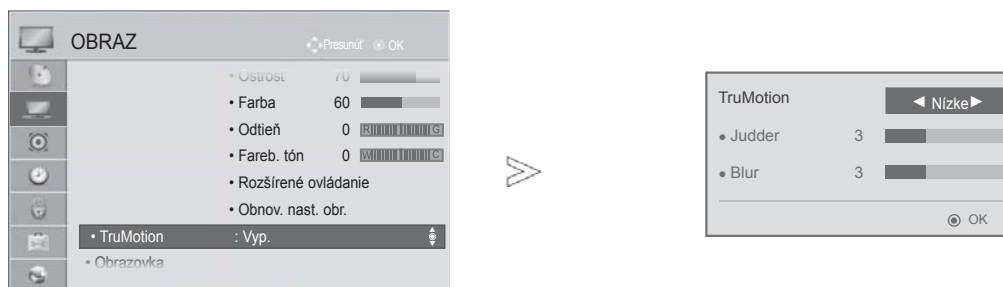 OBRAZ
Presunúť OK
• Ostrosť 70
• Farba 60
• Odtieň 0 R G
• Fareb. tón 0 W C
• Rozšírené ovládanie
• Obnov. nast. obr.
• TruMotion : Vyp.
• Obrazovka
TruMotion ◄ Nízke►
• Judder 3
• Blur 3
OK